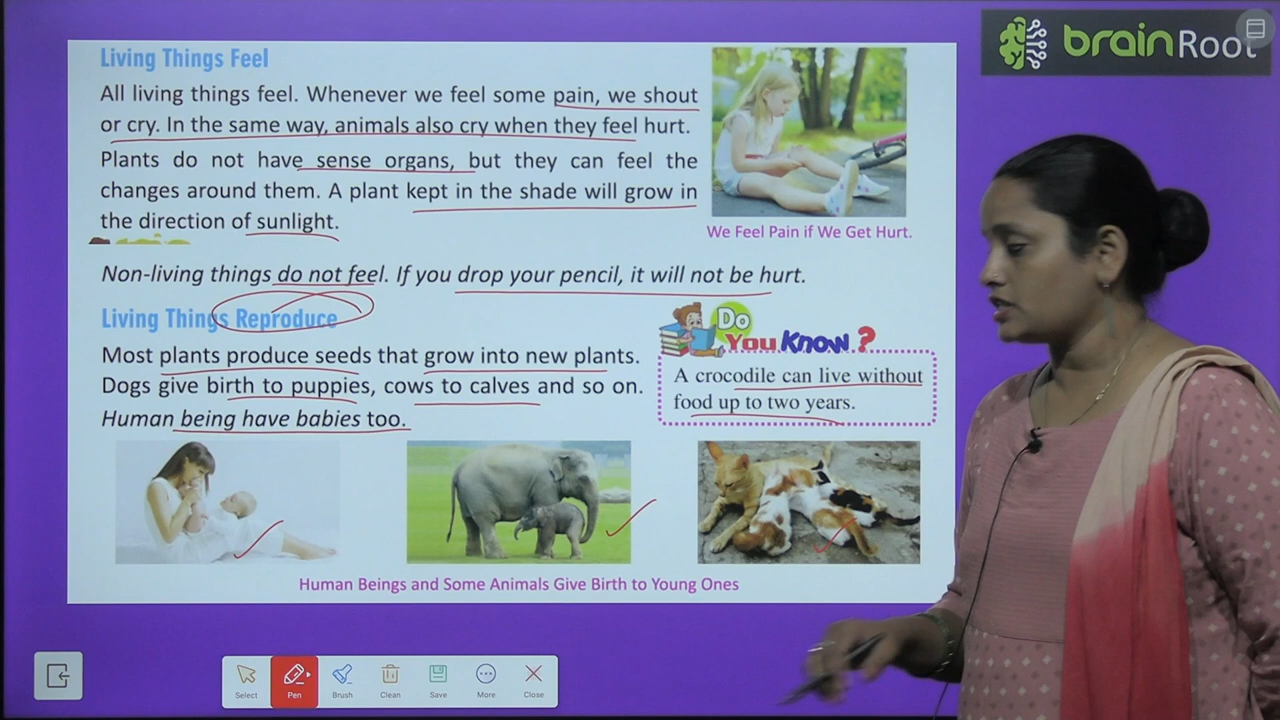 Living Things Feel
All living things feel. Whenever we feel some pain, we shout
or cry. In the same way, animals also cry when they feel hurt.
Plants do not have sense organs, but they can feel the
changes around them. A plant kept in the shade will grow in
the direction of sunlight.
We Feel Pain if We Get Hurt.
Non-living things do not feel. If you drop your pencil, it will not be hurt.
Living Things Reproduce
Most plants produce seeds that grow into new plants.
Dogs give birth to puppies, cows to calves and so on.
Human being have babies too.
Do
You Know ?
A crocodile can live without
food up to two years.
Human Beings and Some Animals Give Birth to Young Ones
brainRoot
Select
Pen
Brush
Clean
Save
More
Close